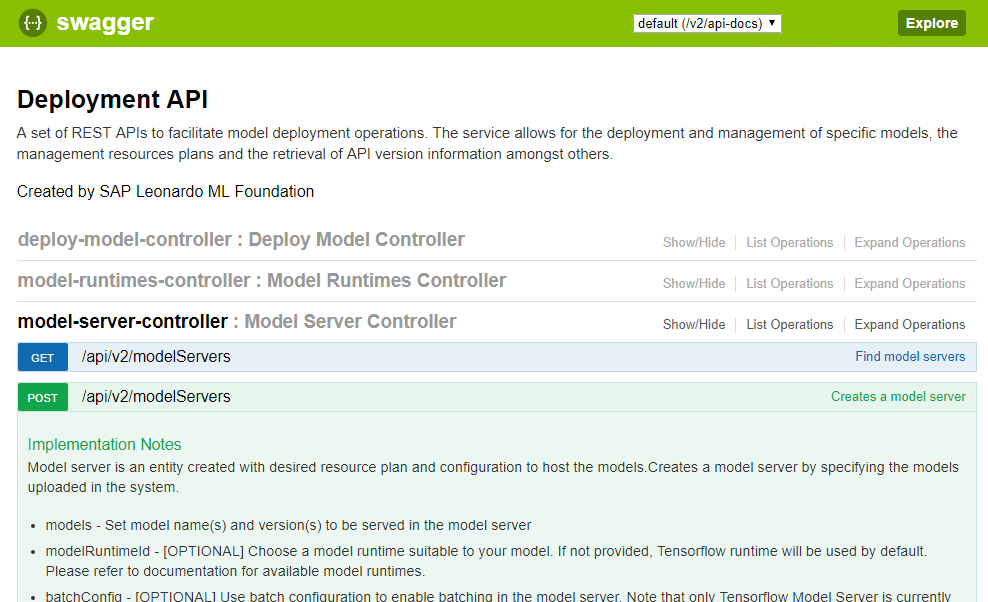 {···} swagger
default (/v2/api-docs) ▼
Explore
Deployment API
A set of REST APIs to facilitate model deployment operations. The service allows for the deployment and management of specific models, the
management resources plans and the retrieval of API version information amongst others.
Created by SAP Leonardo ML Foundation
deploy-model-controller : Deploy Model Controller
Show/Hide | List Operations | Expand Operations
model-runtimes-controller : Model Runtimes Controller
Show/Hide | List Operations | Expand Operations
model-server-controller : Model Server Controller
Show/Hide | List Operations | Expand Operations
GET /api/v2/modelServers Find model servers
POST /api/v2/modelServers Creates a model server
Implementation Notes
Model server is an entity created with desired resource plan and configuration to host the models.Creates a model server by specifying the models
uploaded in the system.
• models - Set model name(s) and version(s) to be served in the model server
• modelRuntimeId - [OPTIONAL] Choose a model runtime suitable to your model. If not provided, Tensorflow runtime will be used by default.
Please refer to documentation for available model runtimes.
• batchConfig - [OPTIONAL] Use batch configuration to enable batching in the model server. Note that only Tensorflow Model Server is currently